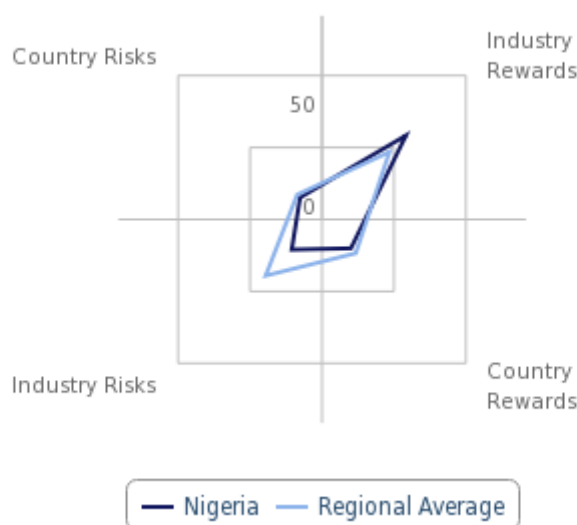 Country Risks
Industry
Rewards
50
0
Industry Risks
Country
Rewards
Nigeria
Regional Average